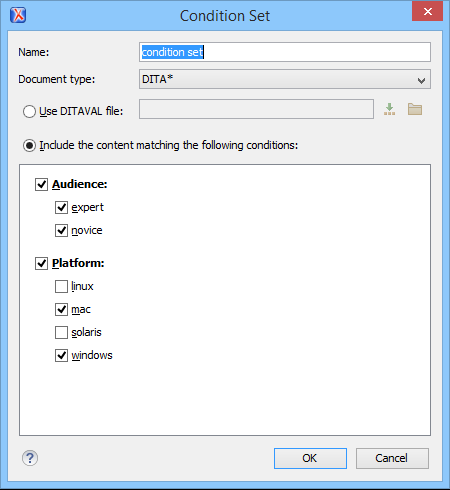 Condition Set
Name: condition set
Document type: DITA*
Use DITAVAL file:
Include the content matching the following conditions:
Audience:
expert
novice
Platform:
linux
mac
solaris
windows
? OK Cancel